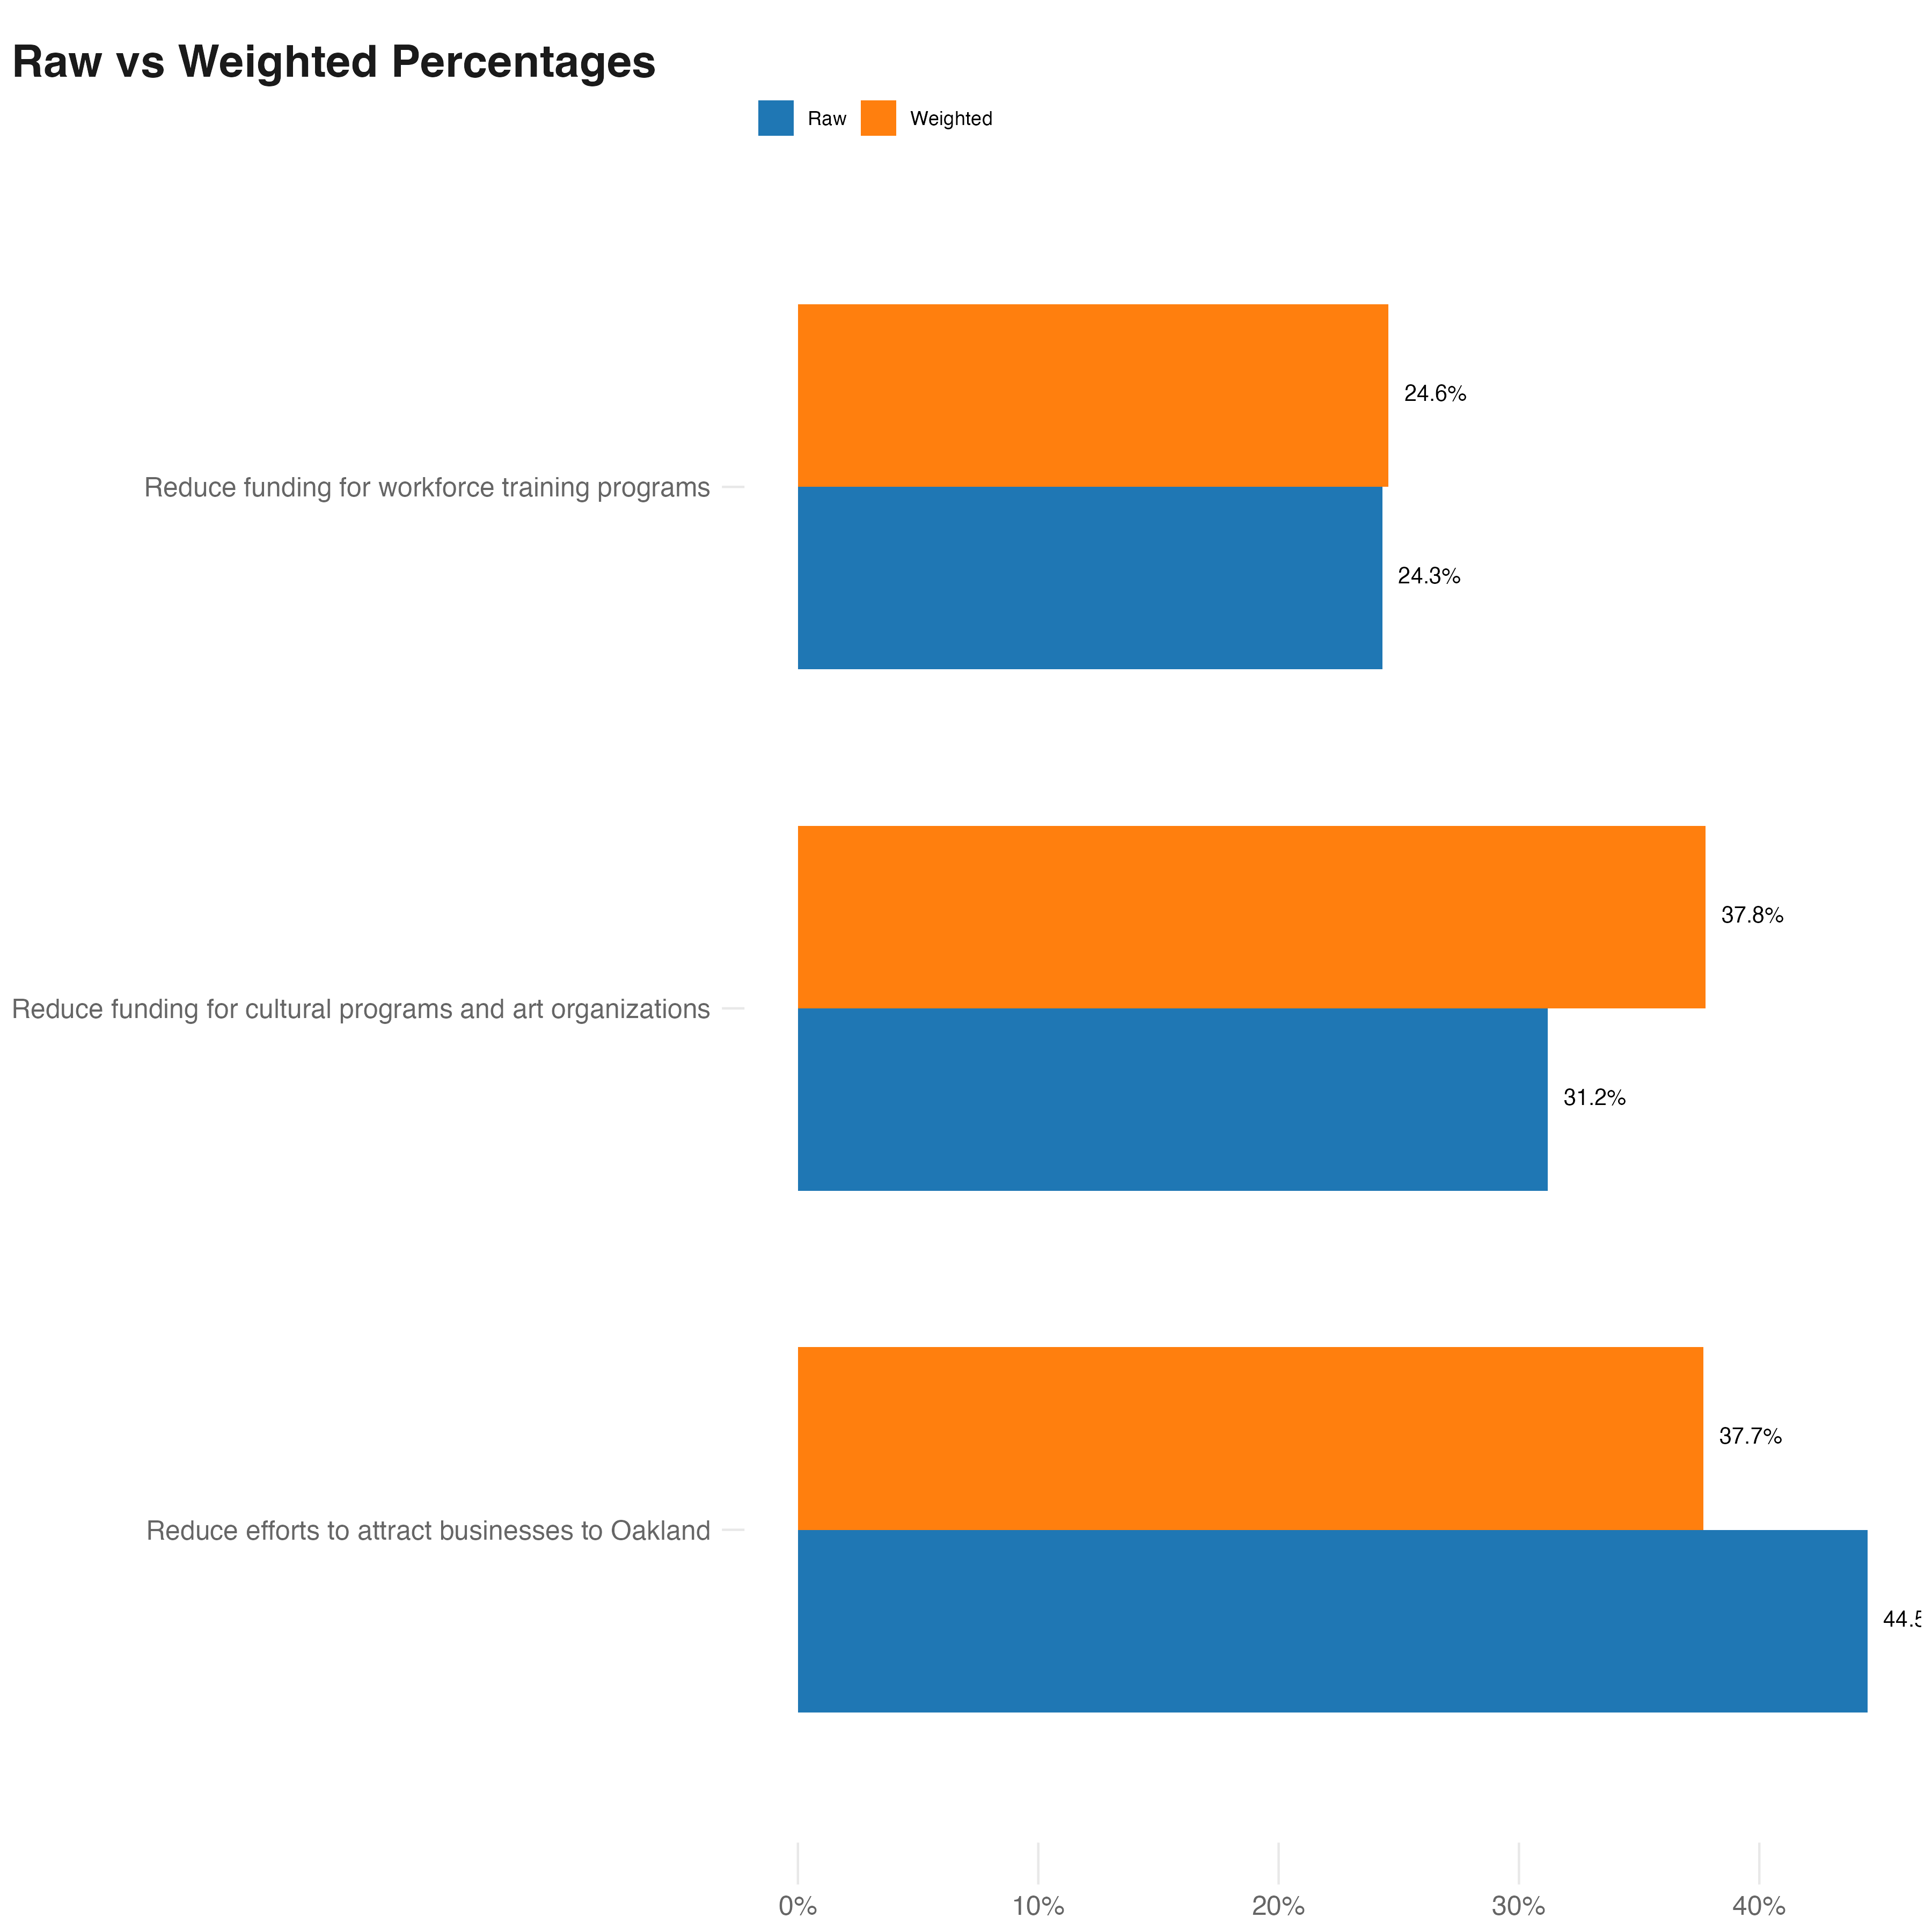 Raw vs Weighted Percentages
Raw Weighted
24.6%
Reduce funding for workforce training programs
24.3%
37.8%
Reduce funding for cultural programs and art organizations
31.2%
37.7%
Reduce efforts to attract businesses to Oakland
44.5
0% 10% 20% 30% 40%